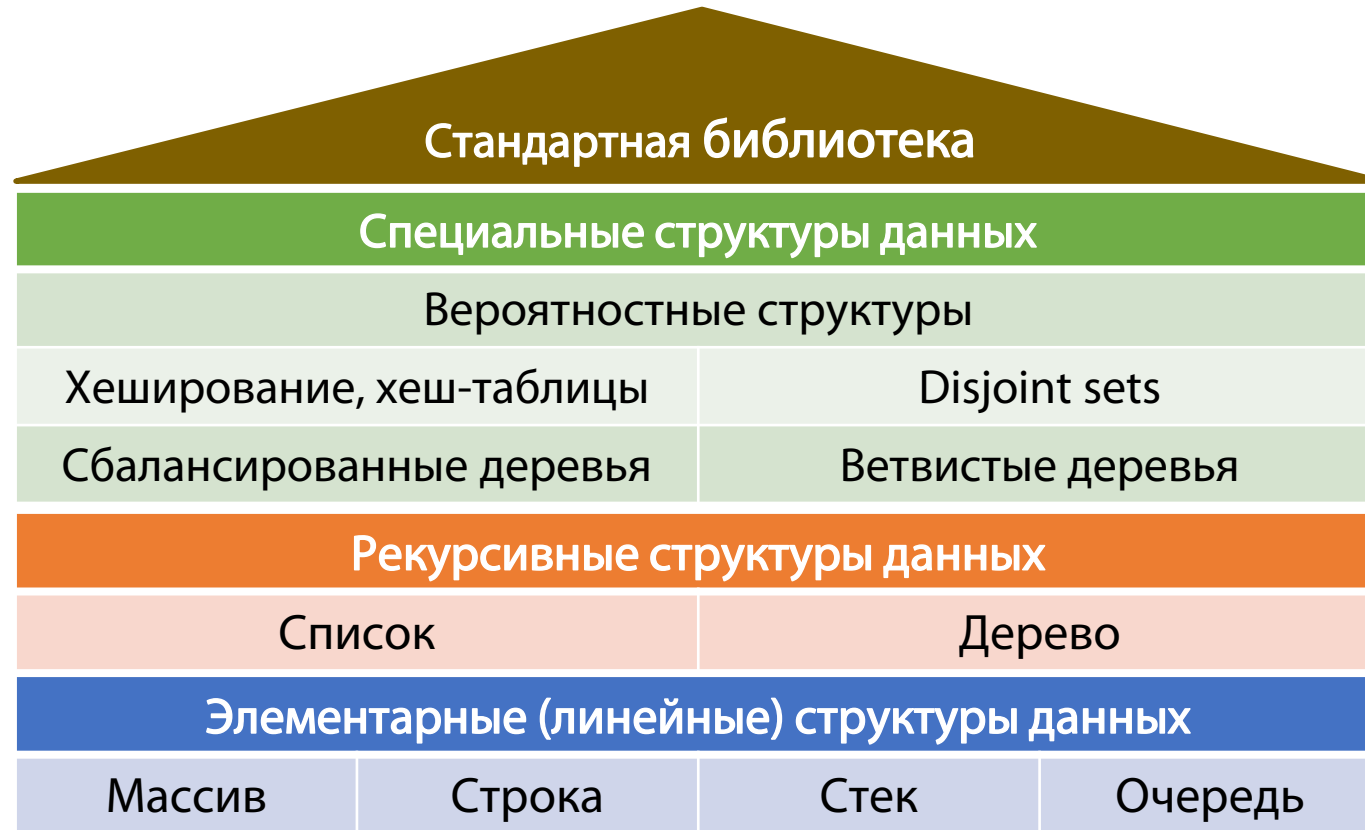 Стандартная библиотека
Специальные структуры данных
Вероятностные структуры
Хеширование, хеш-таблицы
Disjoint sets
Сбалансированные деревья
Ветвистые деревья
Рекурсивные структуры данных
Список
Дерево
Элементарные (линейные) структуры данных
Массив
Строка
Стек
Очередь